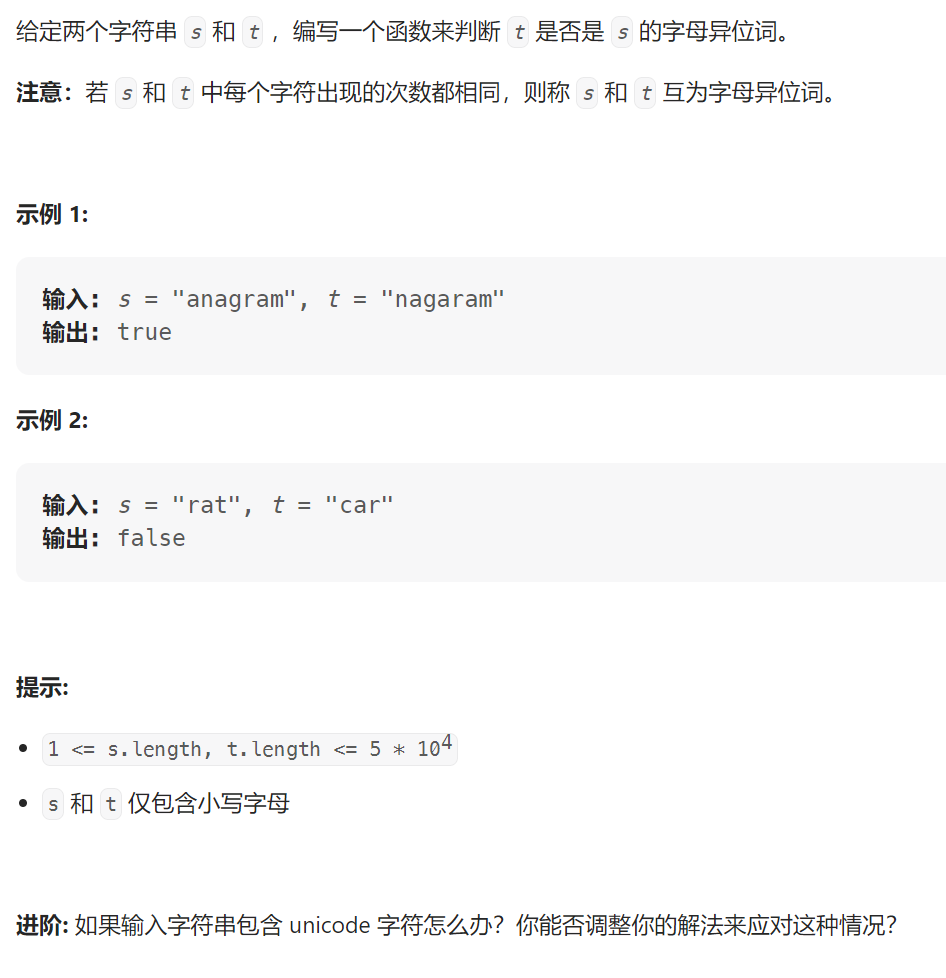 给定两个字符串 s 和 t ，编写一个函数来判断 t 是否是 s 的字母异位词。
注意：若 s 和 t 中每个字符出现的次数都相同，则称 s 和 t 互为字母异位词。
示例 1:
输入: s = "anagram", t = "nagaram"
输出: true
示例 2:
输入: s = "rat", t = "car"
输出: false
提示:
• 1 <= s.length, t.length <= 5 * 10⁴
• s 和 t 仅包含小写字母
进阶: 如果输入字符串包含 unicode 字符怎么办？你能否调整你的解法来应对这种情况？